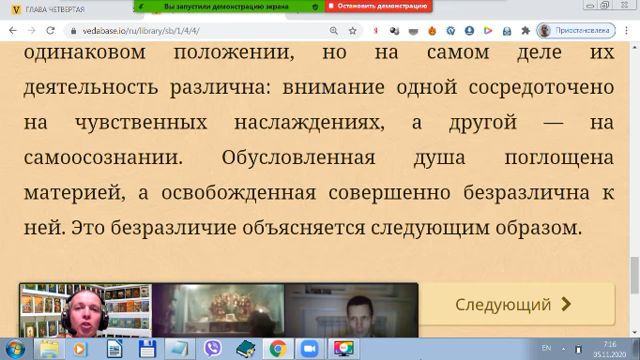 ГЛАВА ЧЕТВЕРТАЯ
Вы запустили демонстрацию экрана
Остановить демонстрацию
vedabase.io/ru/library/sb/1/4/4/
Приостановлена
одинаковом положении, но на самом деле их
деятельность различна: внимание одной сосредоточено
на чувственных наслаждениях, а другой — на
самоосознании. Обусловленная душа поглощена
материей, а освобожденная совершенно безразлична к
ней. Это безразличие объясняется следующим образом.
Следующий
EN
7:16
05.11.2020